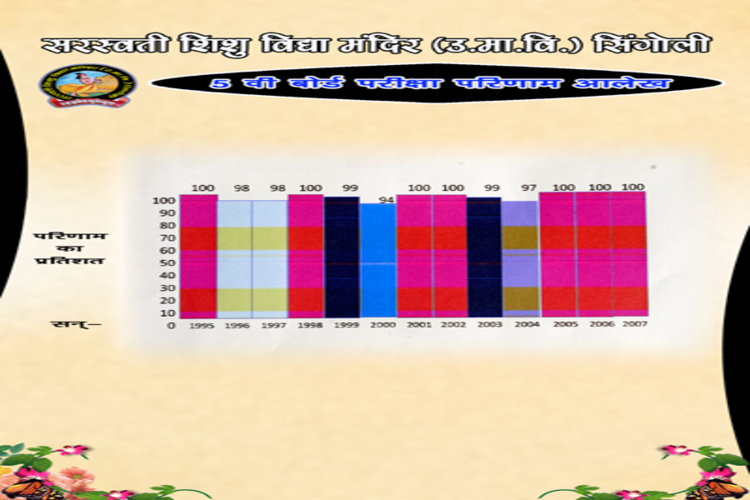 सरस्वती शिशु विद्या मंदिर (उ.मा.वि.) सिंगोली
5 वी बोर्ड परीक्षा परिणाम आलेख
100 98 98 100 99 94 100 100 99 97 100 100 100
परिणाम
का
प्रतिशत
100
90
80
70
60
50
40
30
20
10
0
सन्–
1995 1996 1997 1998 1999 2000 2001 2002 2003 2004 2005 2006 2007